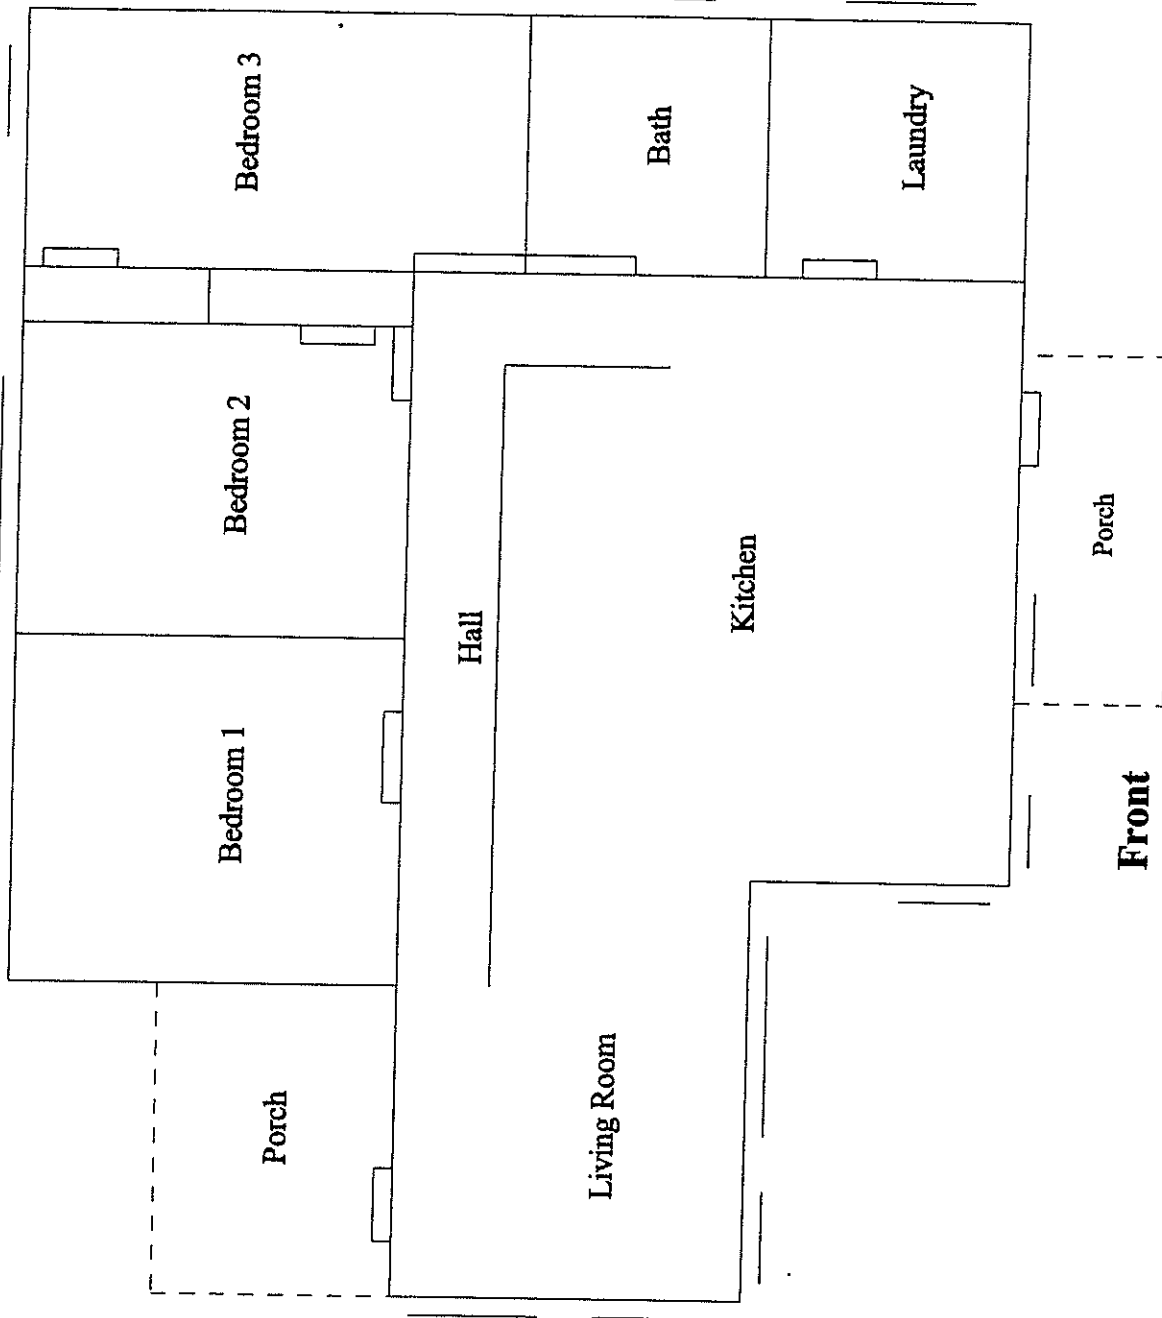 Bedroom 1
Bedroom 2
Bedroom 3
Porch
Hall
Bath
Living Room
Kitchen
Laundry
Porch
Front